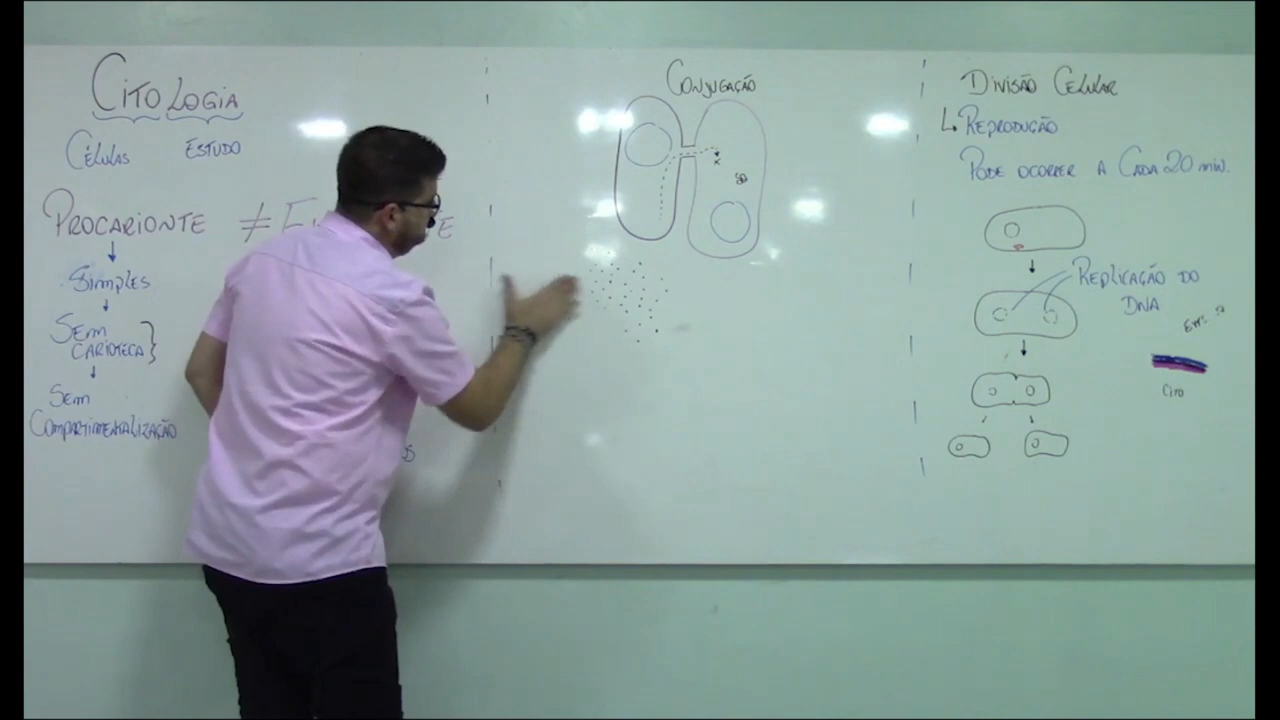 CITOLOGIA
CÉLULAS ESTUDO
PROCARIONTE ≠
SIMPLES
SEM
CARIOTECA
SEM
COMPARTIMENTALIZAÇÃO
CONJUGAÇÃO
DIVISÃO CELULAR
REPRODUÇÃO
PODE OCORRER A CADA 20 MIN.
REPLICAÇÃO DO
DNA